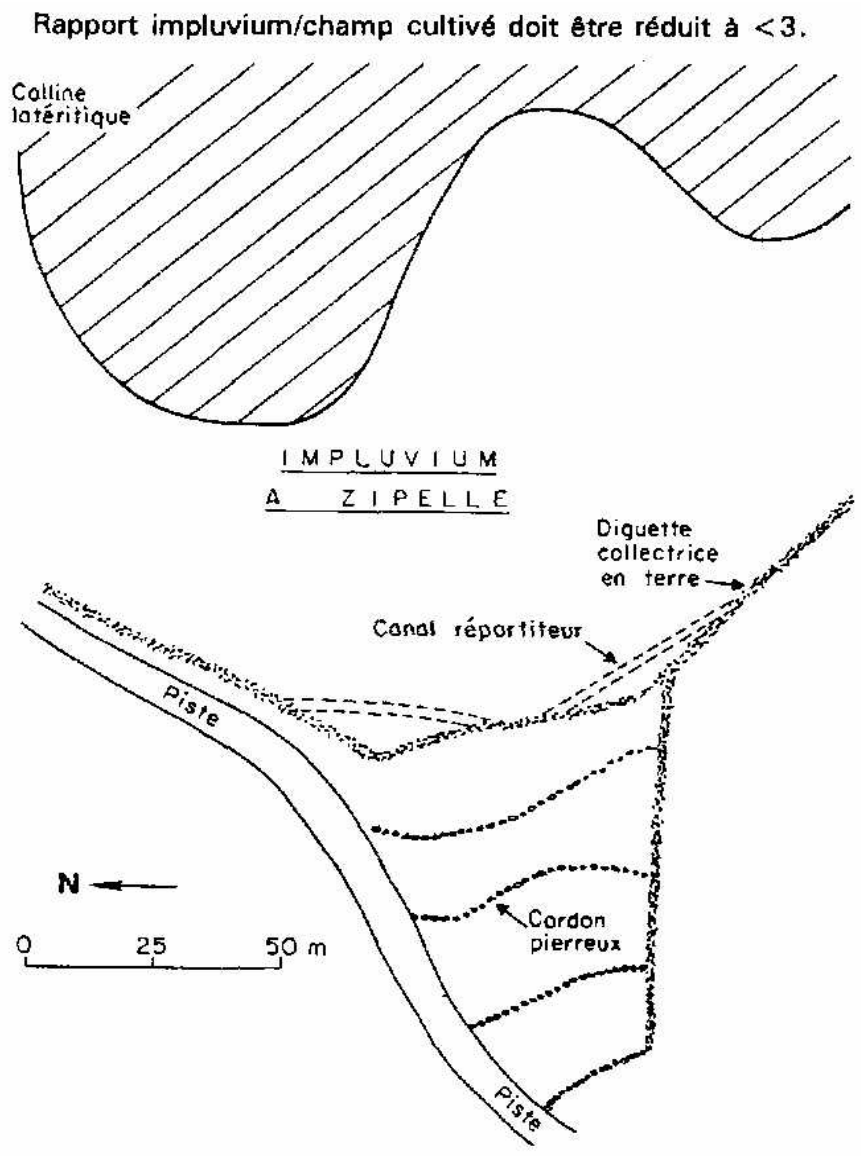 Rapport impluvium/champ cultivé doit être réduit à <3.
Colline
latéritique
IMPLUVIUM
A ZIPELLE
Diguette
collectrice
en terre
Canal répartiteur
Piste
N
0 25 50 m
Cordon
pierreux
Piste